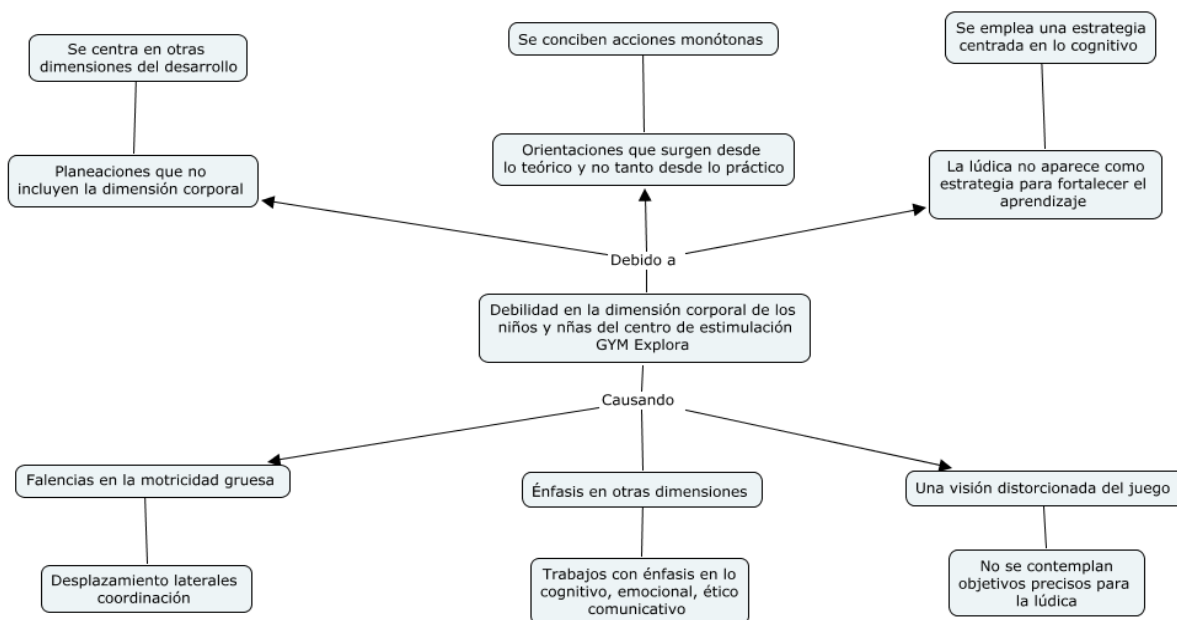 Se centra en otras
dimensiones del desarrollo
Se conciben acciones monótonas
Se emplea una estrategia
centrada en lo cognitivo
Planeaciones que no
incluyen la dimensión corporal
Orientaciones que surgen desde
lo teórico y no tanto desde lo práctico
La lúdica no aparece como
estrategia para fortalecer el
aprendizaje
Debido a
Debilidad en la dimensión corporal de los
niños y nñas del centro de estimulación
GYM Explora
Causando
Falencias en la motricidad gruesa
Énfasis en otras dimensiones
Una visión distorcionada del juego
Desplazamiento laterales
coordinación
Trabajos con énfasis en lo
cognitivo, emocional, ético
comunicativo
No se contemplan
objetivos precisos para
la lúdica